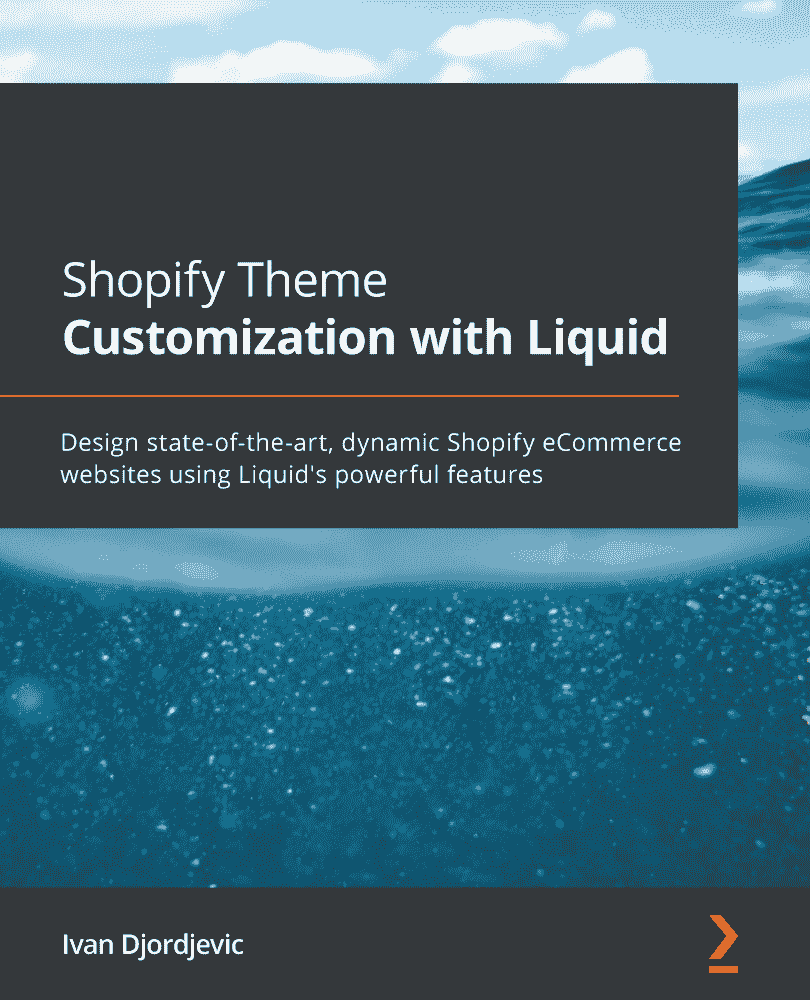 Shopify Theme
Customization with Liquid
Design state-of-the-art, dynamic Shopify eCommerce
websites using Liquid's powerful features
Ivan Djordjevic